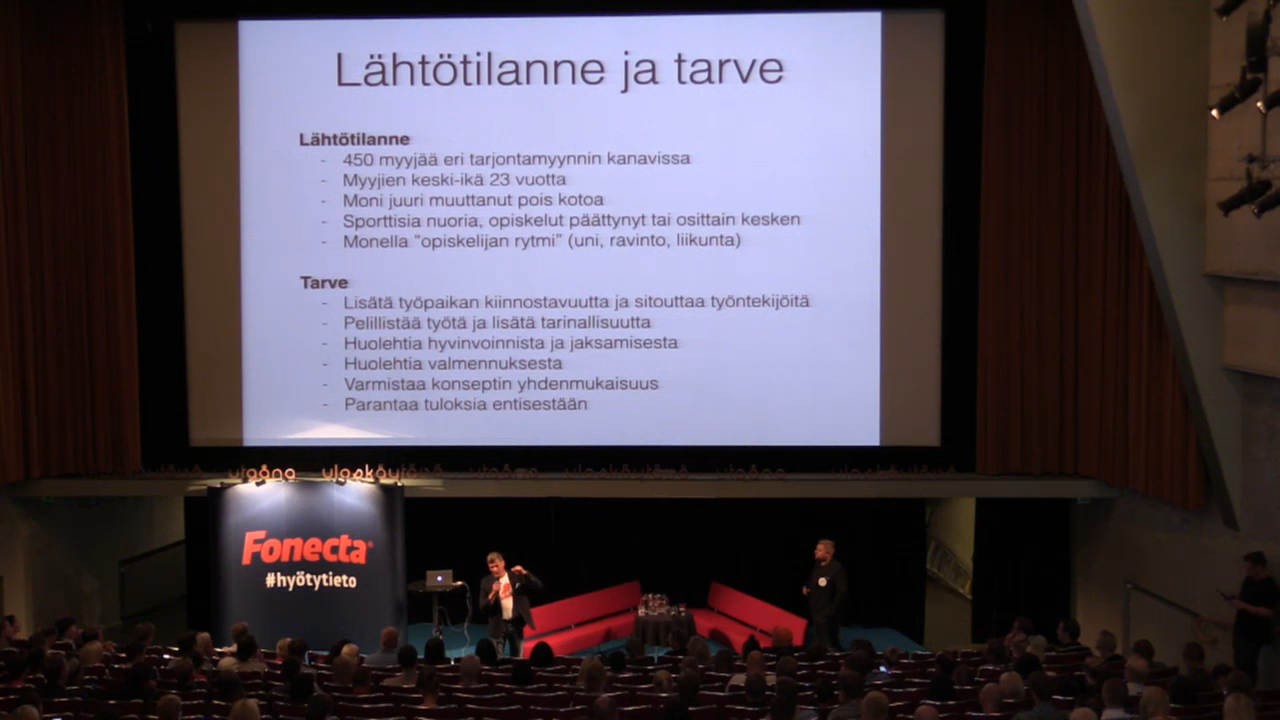 Lähtötilanne ja tarve
Lähtötilanne
- 450 myyjää eri tarjontamyynnin kanavissa
- Myyjien keski-ikä 23 vuotta
- Moni juuri muuttanut pois kotoa
- Sporttisia nuoria, opiskelut päättynyt tai osittain kesken
- Monella "opiskelijan rytmi" (uni, ravinto, liikunta)
Tarve
- Lisätä työpaikan kiinnostavuutta ja sitouttaa työntekijöitä
- Pelillistää työtä ja lisätä tarinallisuutta
- Huolehtia hyvinvoinnista ja jaksamisesta
- Huolehtia valmennuksesta
- Varmistaa konseptin yhdenmukaisuus
- Parantaa tuloksia entisestään
Fonecta
#hyötytieto